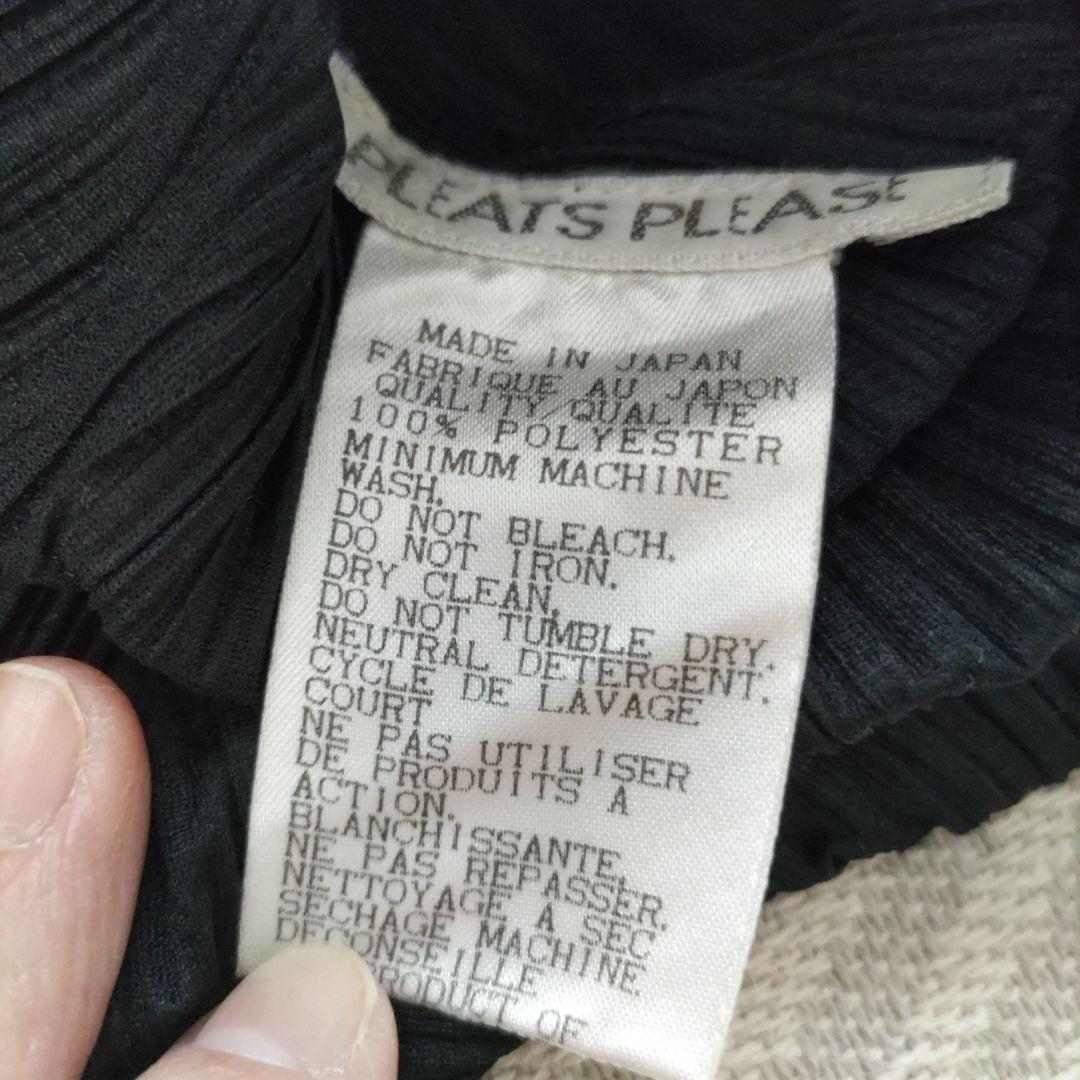 PLEATS PLEASE
MADE IN JAPAN
FABRIQUE AU JAPON
QUALITY/QUALITE
100% POLYESTER
MINIMUM MACHINE
WASH.
DO NOT BLEACH.
DO NOT IRON.
DRY CLEAN.
DO NOT TUMBLE DRY.
NEUTRAL DETERGENT.
CYCLE DE LAVAGE
COURT
NE PAS UTILISER
DE PRODUITS A
ACTION.
BLANCHISSANTE.
NE PAS REPASSER.
NETTOYAGE A SEC
SECHAGE MACHINE
DECONSEILLE
PRODUCT OF